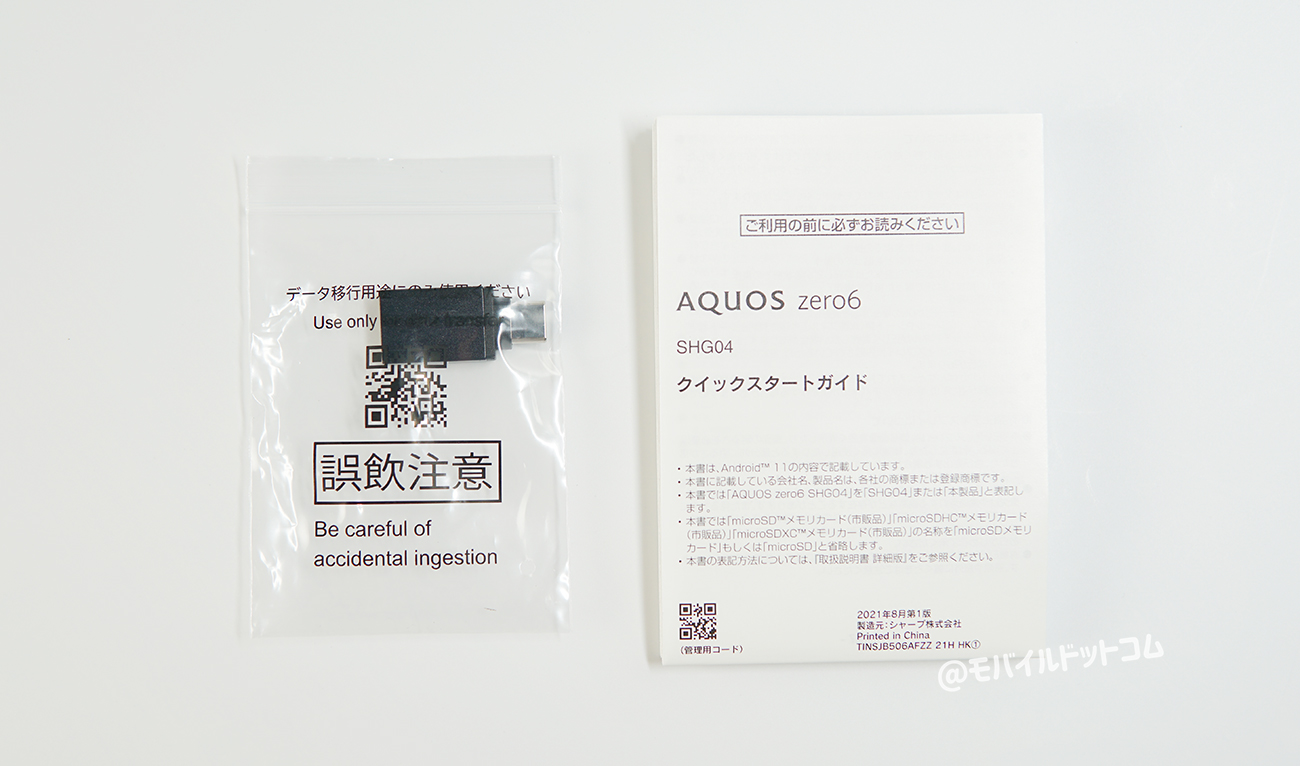 データ移行用途にのみ使用ください
Use only for data transfer
誤飲注意
Be careful of
accidental ingestion
ご利用の前に必ずお読みください
AQUOS zero6
SHG04
クイックスタートガイド
・本書は、Android™ 11の内容で記載しています。
・本書に記載している会社名、製品名は、各社の商標または登録商標です。
・本書では「AQUOS zero6 SHG04」を「SHG04」または「本製品」と表記し
ます。
・本書では「microSD™メモリカード(市販品)」「microSDHC™メモリカード
(市販品)」「microSDXC™メモリカード(市販品)」の名称を「microSDメモリ
カード」もしくは「microSD」と省略します。
・本書の表記方法については、『取扱説明書 詳細版』をご参照ください。
(管理用コード)
2021年8月第1版
製造元:シャープ株式会社
Printed in China
TINSJB506AFZZ 21H HK①
@モバイルドットコム